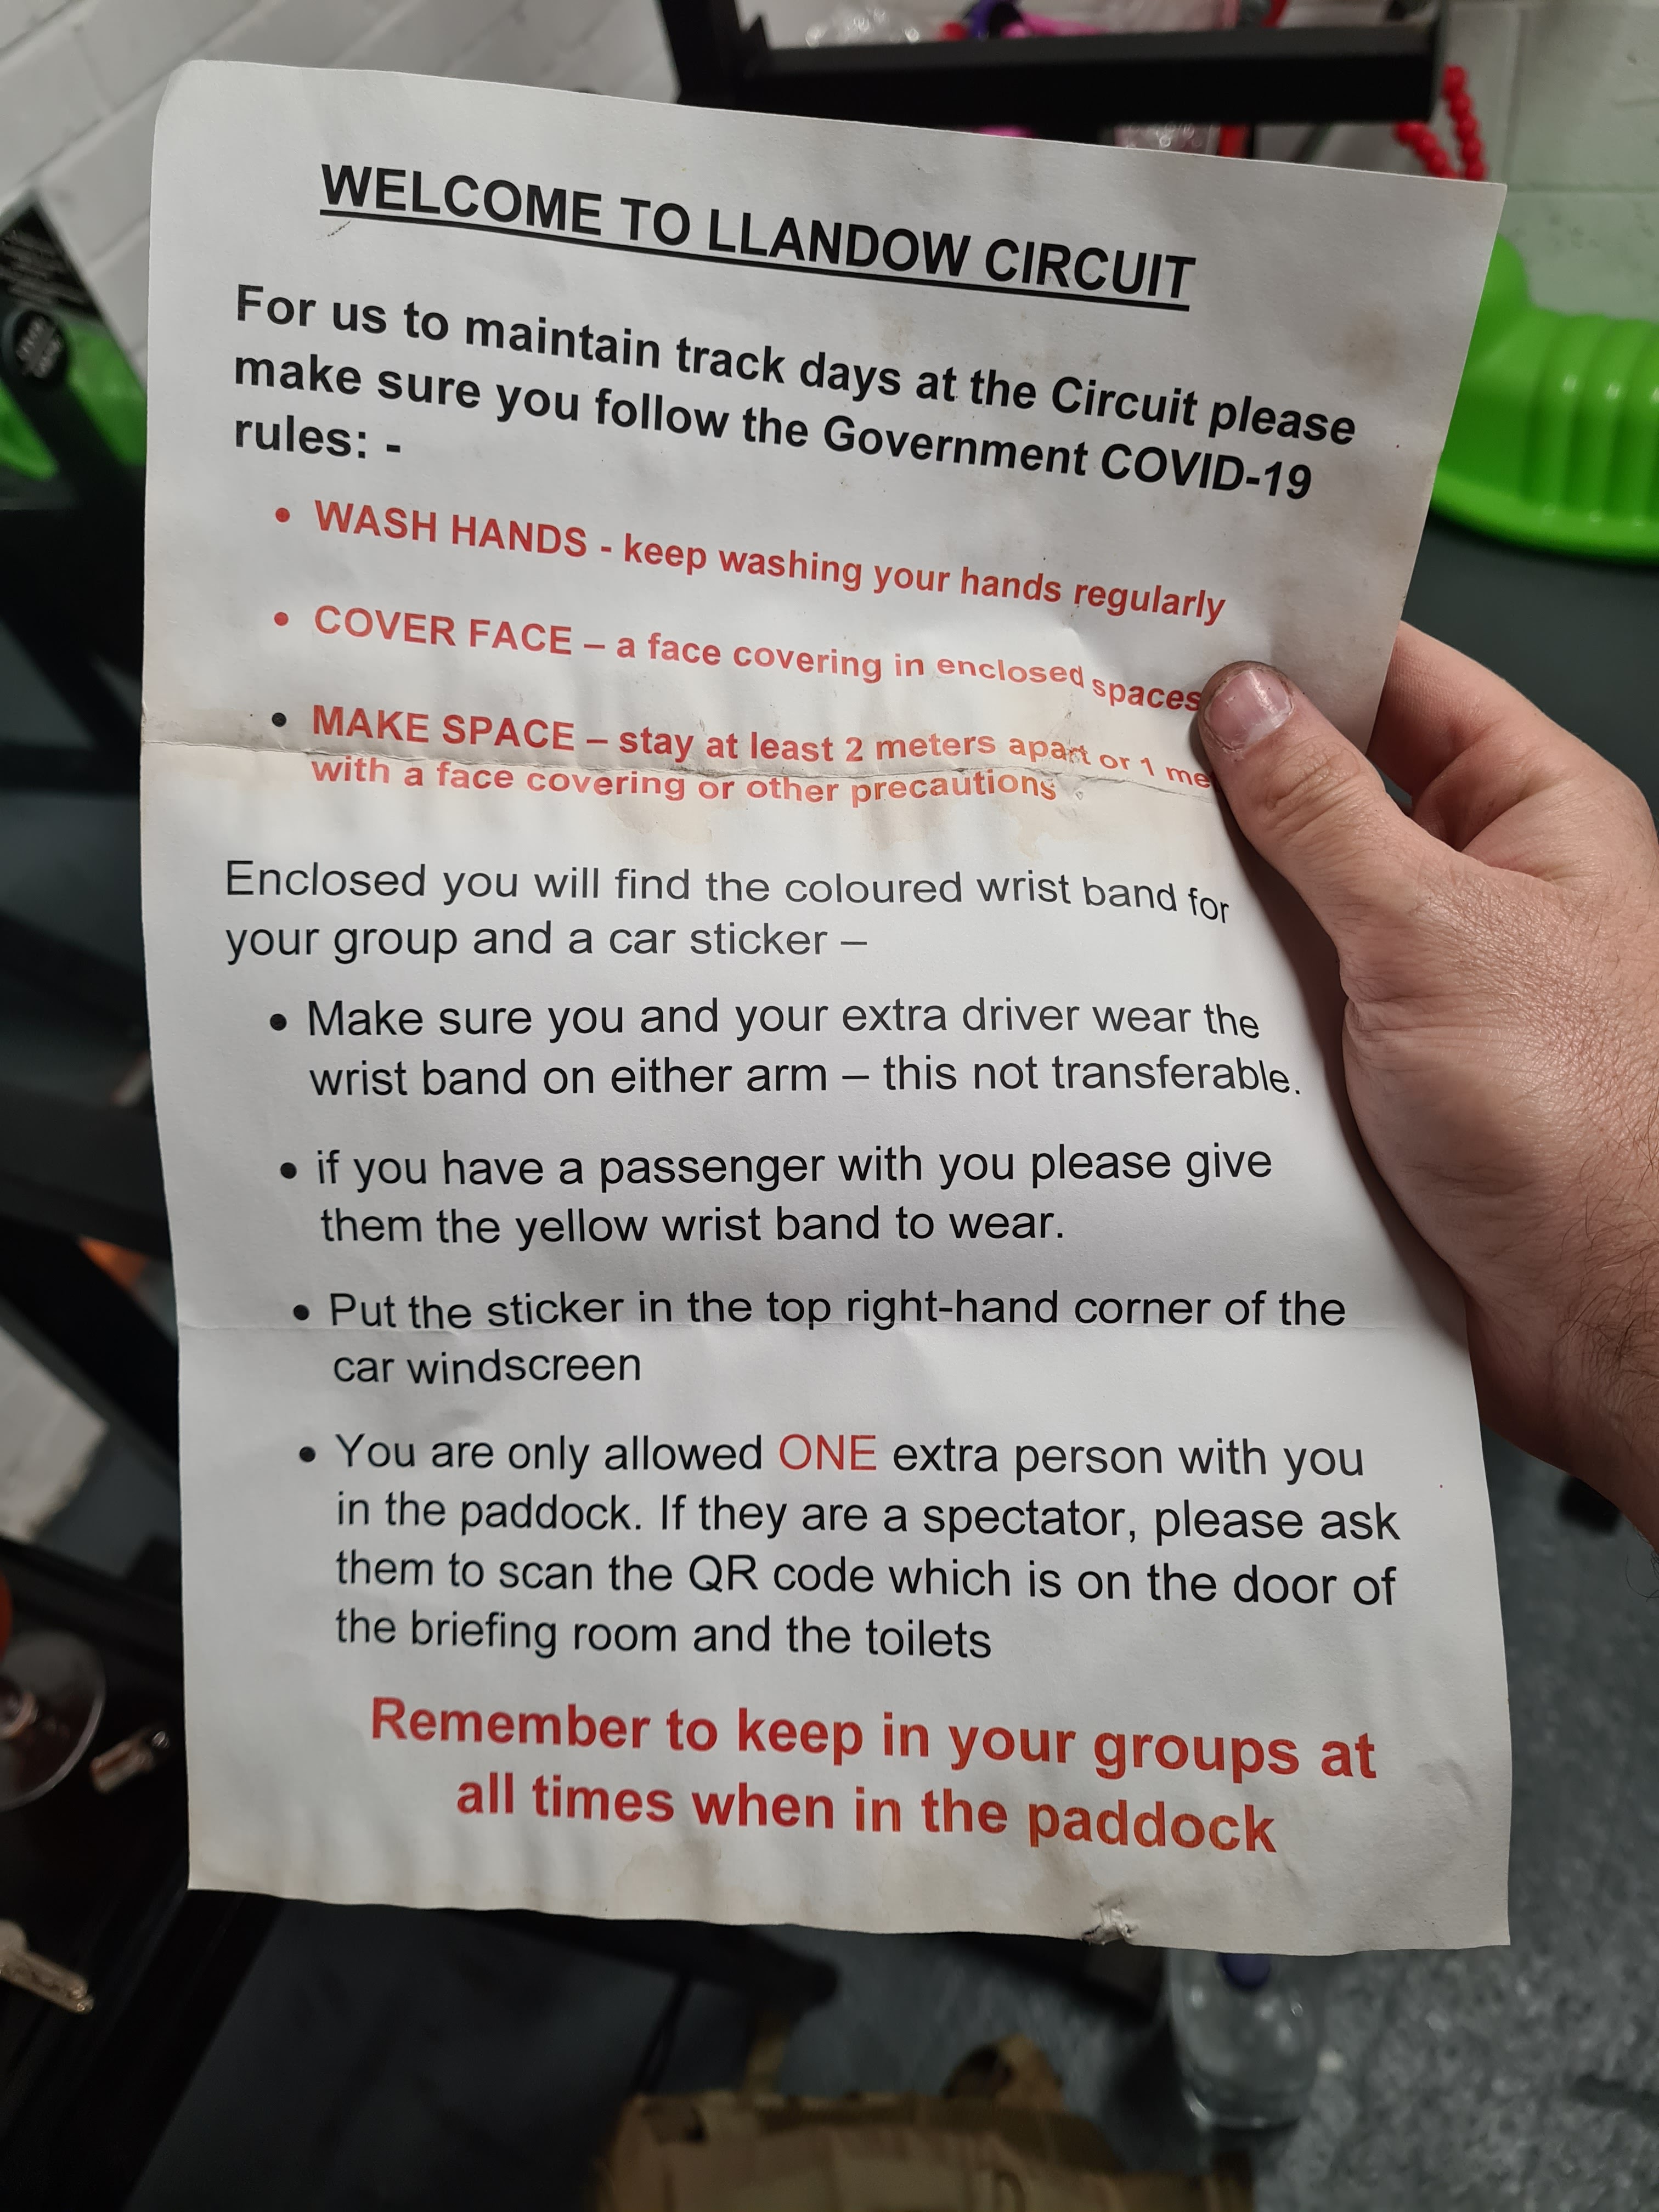 WELCOME TO LLANDOW CIRCUIT
For us to maintain track days at the Circuit please
make sure you follow the Government COVID-19
rules: -
• WASH HANDS - keep washing your hands regularly
• COVER FACE – a face covering in enclosed spaces
• MAKE SPACE – stay at least 2 meters apart or 1 me
with a face covering or other precautions
Enclosed you will find the coloured wrist band for
your group and a car sticker –
• Make sure you and your extra driver wear the
wrist band on either arm – this not transferable.
• if you have a passenger with you please give
them the yellow wrist band to wear.
• Put the sticker in the top right-hand corner of the
car windscreen
• You are only allowed ONE extra person with you
in the paddock. If they are a spectator, please ask
them to scan the QR code which is on the door of
the briefing room and the toilets
Remember to keep in your groups at
all times when in the paddock